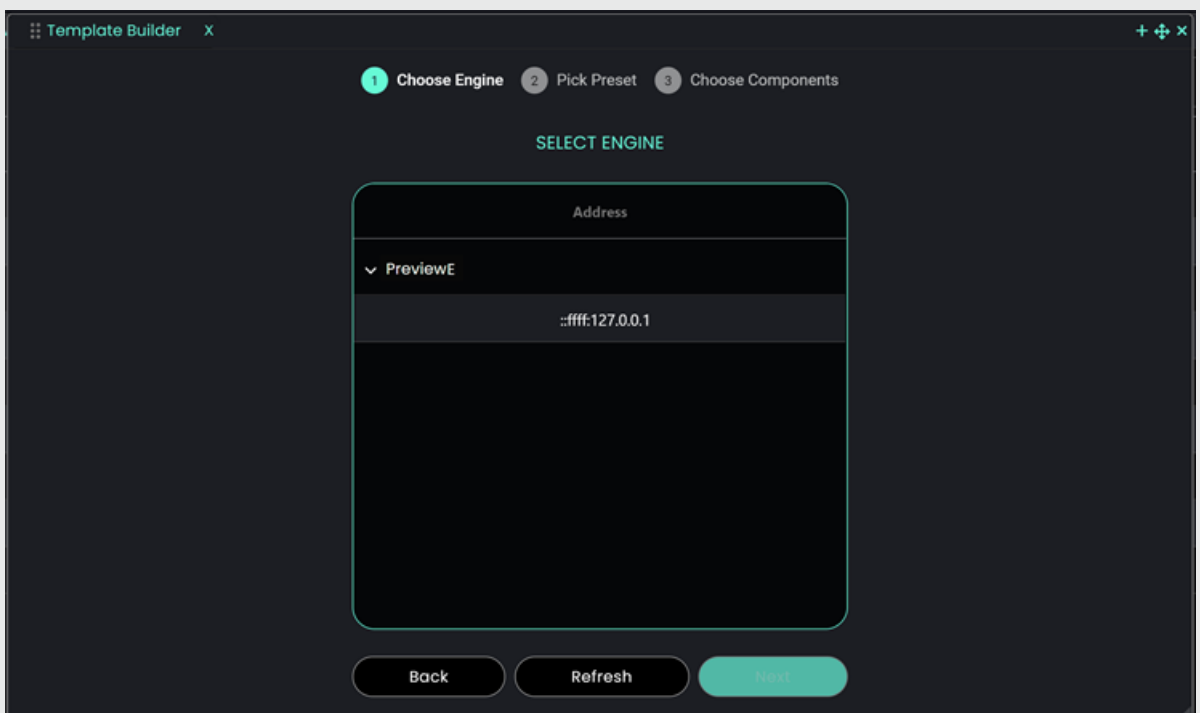 Template Builder X
1 Choose Engine 2 Pick Preset 3 Choose Components
SELECT ENGINE
Address
PreviewE
::ffff:127.0.0.1
Back Refresh Next